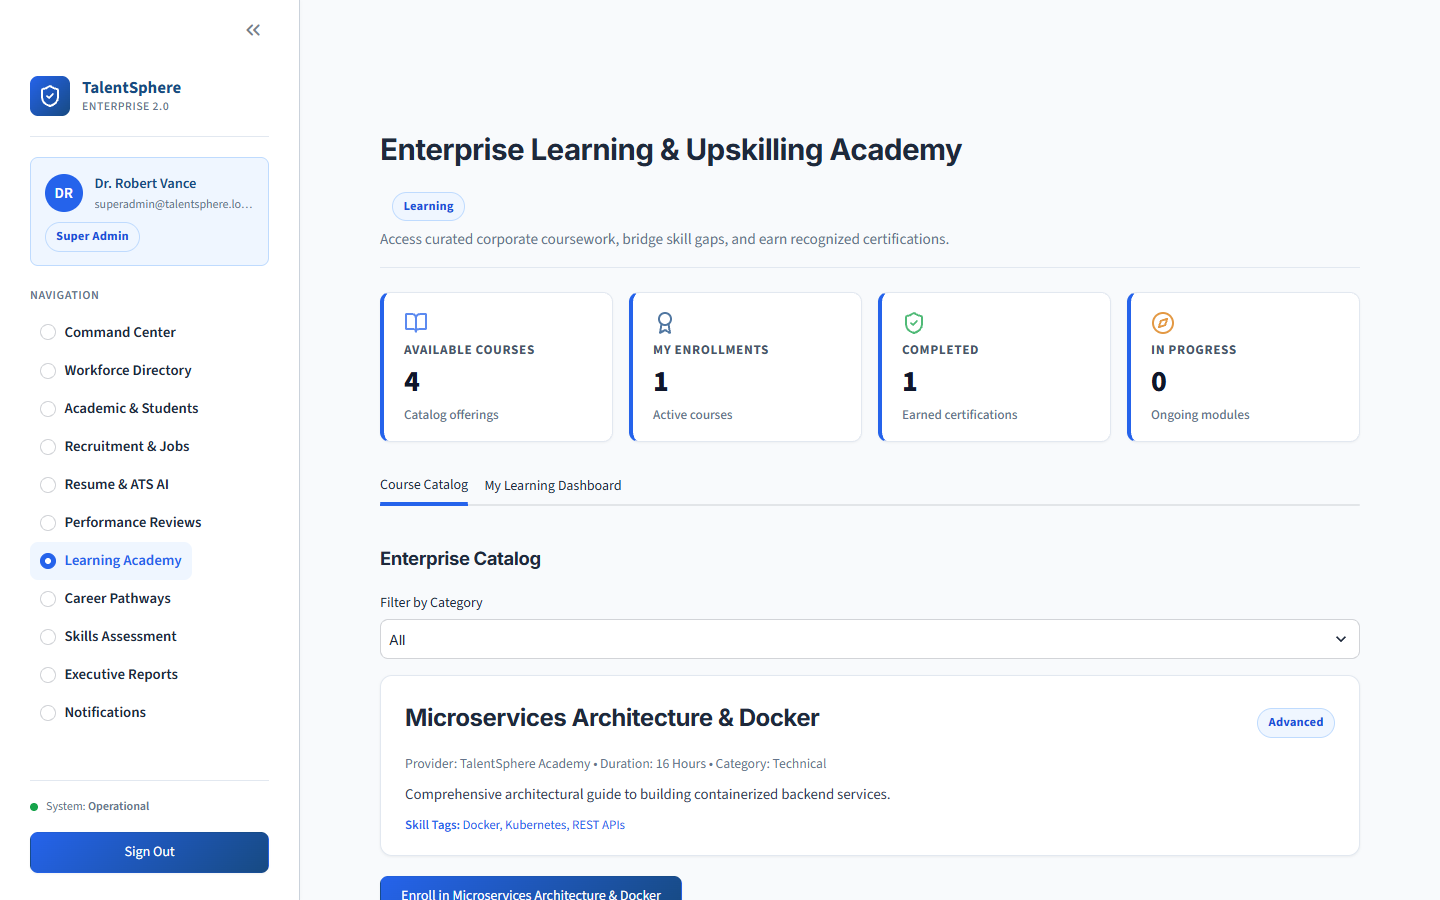 TalentSphere
ENTERPRISE 2.0
DR
Dr. Robert Vance
superadmin@talentsphere.lo...
Super Admin
NAVIGATION
Command Center
Workforce Directory
Academic & Students
Recruitment & Jobs
Resume & ATS AI
Performance Reviews
Learning Academy
Career Pathways
Skills Assessment
Executive Reports
Notifications
System: Operational
Sign Out
Enterprise Learning & Upskilling Academy
Learning
Access curated corporate coursework, bridge skill gaps, and earn recognized certifications.
AVAILABLE COURSES
4
Catalog offerings
MY ENROLLMENTS
1
Active courses
COMPLETED
1
Earned certifications
IN PROGRESS
0
Ongoing modules
Course Catalog
My Learning Dashboard
Enterprise Catalog
Filter by Category
All
Microservices Architecture & Docker
Advanced
Provider: TalentSphere Academy • Duration: 16 Hours • Category: Technical
Comprehensive architectural guide to building containerized backend services.
Skill Tags: Docker, Kubernetes, REST APIs
Enroll in Microservices Architecture & Docker